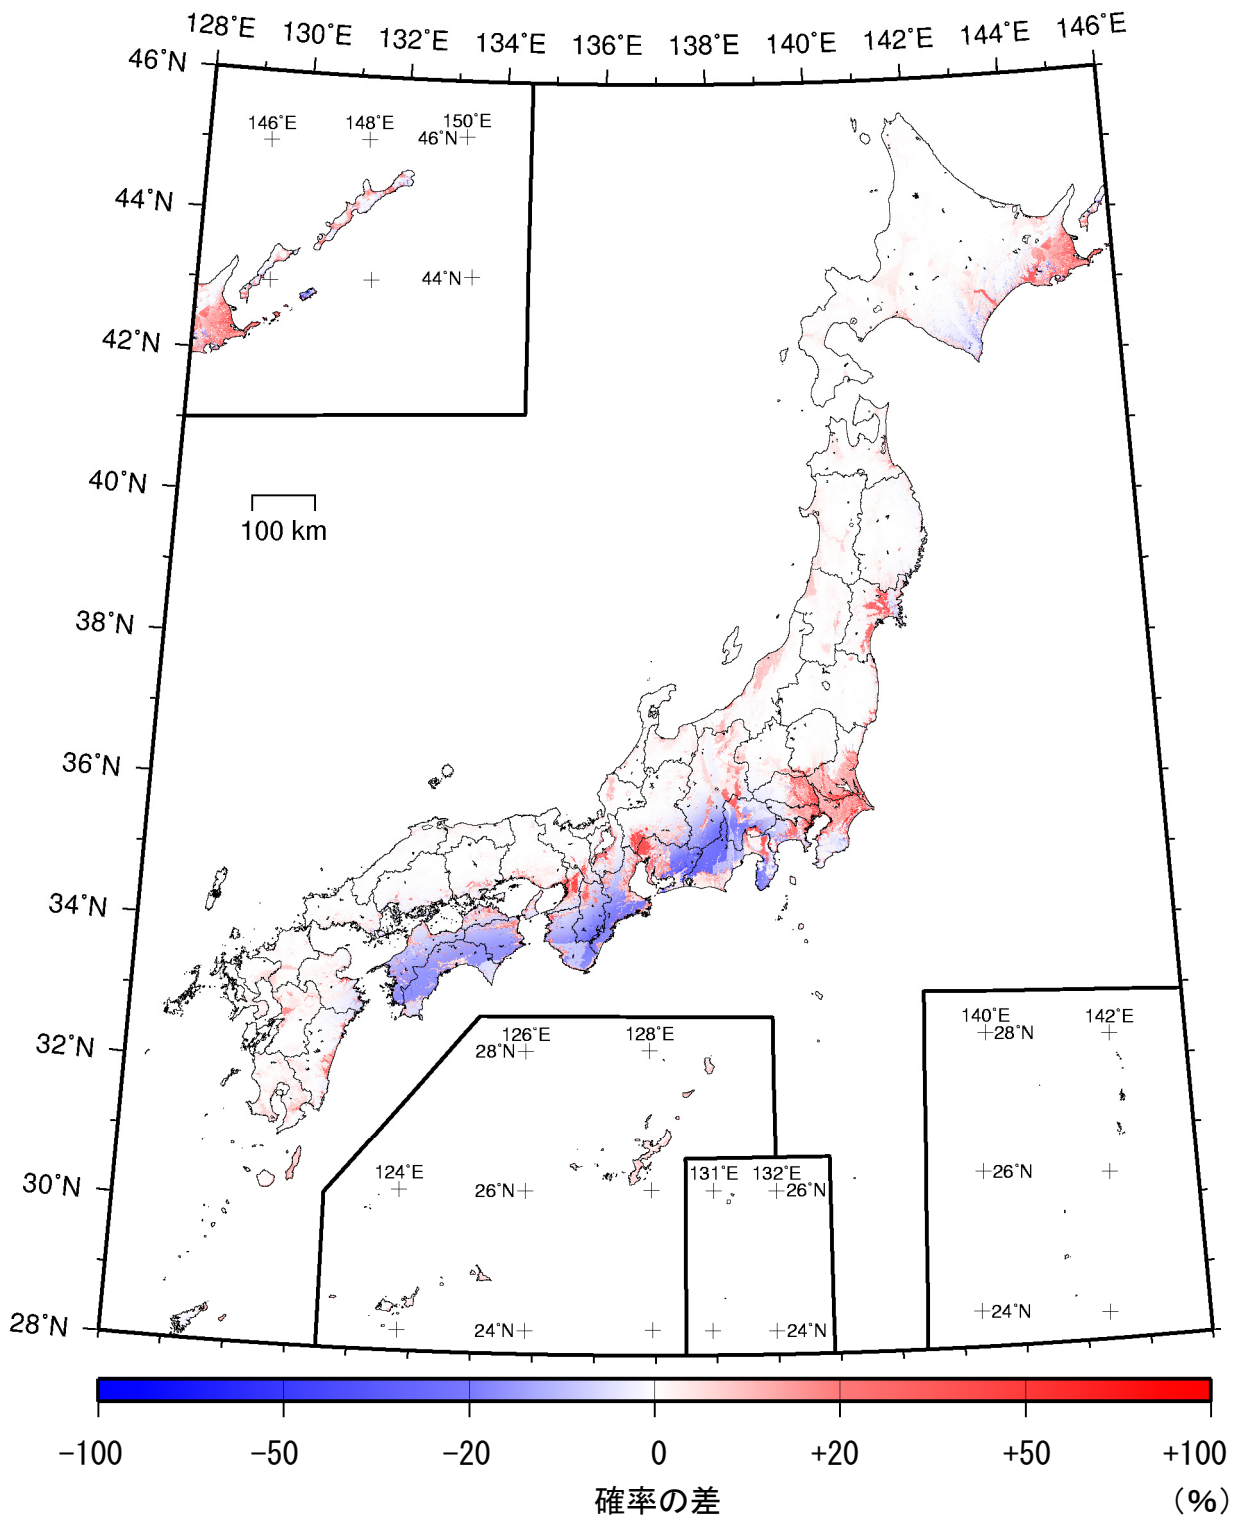 128°E 130°E 132°E 134°E 136°E 138°E 140°E 142°E 144°E 146°E
46°N
146°E 148°E 150°E
46°N
44°N
44°N
42°N
40°N
100 km
38°N
36°N
34°N
32°N
140°E 142°E
28°N
126°E 128°E
28°N
124°E
131°E 132°E
26°N
30°N
26°N
26°N
24°N
28°N
24°N
24°N
−100 −50 −20 0 +20 +50 +100
確率の差 (%)